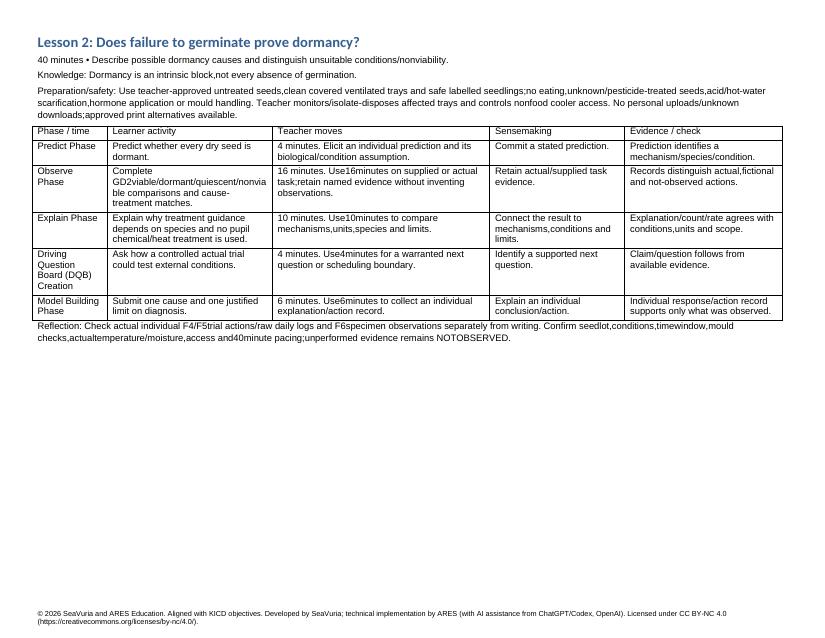 Lesson 2: Does failure to germinate prove dormancy?
40 minutes • Describe possible dormancy causes and distinguish unsuitable conditions/nonviability.
Knowledge: Dormancy is an intrinsic block,not every absence of germination.
Preparation/safety: Use teacher-approved untreated seeds,clean covered ventilated trays and safe labelled seedlings;no eating,unknown/pesticide-treated seeds,acid/hot-water
scarification,hormone application or mould handling. Teacher monitors/isolate-disposes affected trays and controls nonfood cooler access. No personal uploads/unknown
downloads;approved print alternatives available.
Phase / time
Learner activity
Teacher moves
Sensemaking
Evidence / check
Predict Phase
Predict whether every dry seed is
dormant.
4 minutes. Elicit an individual prediction and its
biological/condition assumption.
Commit a stated prediction.
Prediction identifies a
mechanism/species/condition.
Observe
Phase
Complete
GD2viable/dormant/quiescent/nonvia
ble comparisons and cause-
treatment matches.
16 minutes. Use16minutes on supplied or actual
task;retain named evidence without inventing
observations.
Retain actual/supplied task
evidence.
Records distinguish actual,fictional
and not-observed actions.
Explain Phase
Explain why treatment guidance
depends on species and no pupil
chemical/heat treatment is used.
10 minutes. Use10minutes to compare
mechanisms,units,species and limits.
Connect the result to
mechanisms,conditions and
limits.
Explanation/count/rate agrees with
conditions,units and scope.
Driving
Question
Board (DQB)
Creation
Ask how a controlled actual trial
could test external conditions.
4 minutes. Use4minutes for a warranted next
question or scheduling boundary.
Identify a supported next
question.
Claim/question follows from
available evidence.
Model Building
Phase
Submit one cause and one justified
limit on diagnosis.
6 minutes. Use6minutes to collect an individual
explanation/action record.
Explain an individual
conclusion/action.
Individual response/action record
supports only what was observed.
Reflection: Check actual individual F4/F5trial actions/raw daily logs and F6specimen observations separately from writing. Confirm seedlot,conditions,timewindow,mould
checks,actualtemperature/moisture,access and40minute pacing;unperformed evidence remains NOTOBSERVED.
© 2026 SeaVuria and ARES Education. Aligned with KICD objectives. Developed by SeaVuria; technical implementation by ARES (with AI assistance from ChatGPT/Codex, OpenAI). Licensed under CC BY-NC 4.0
(https://creativecommons.org/licenses/by-nc/4.0/).